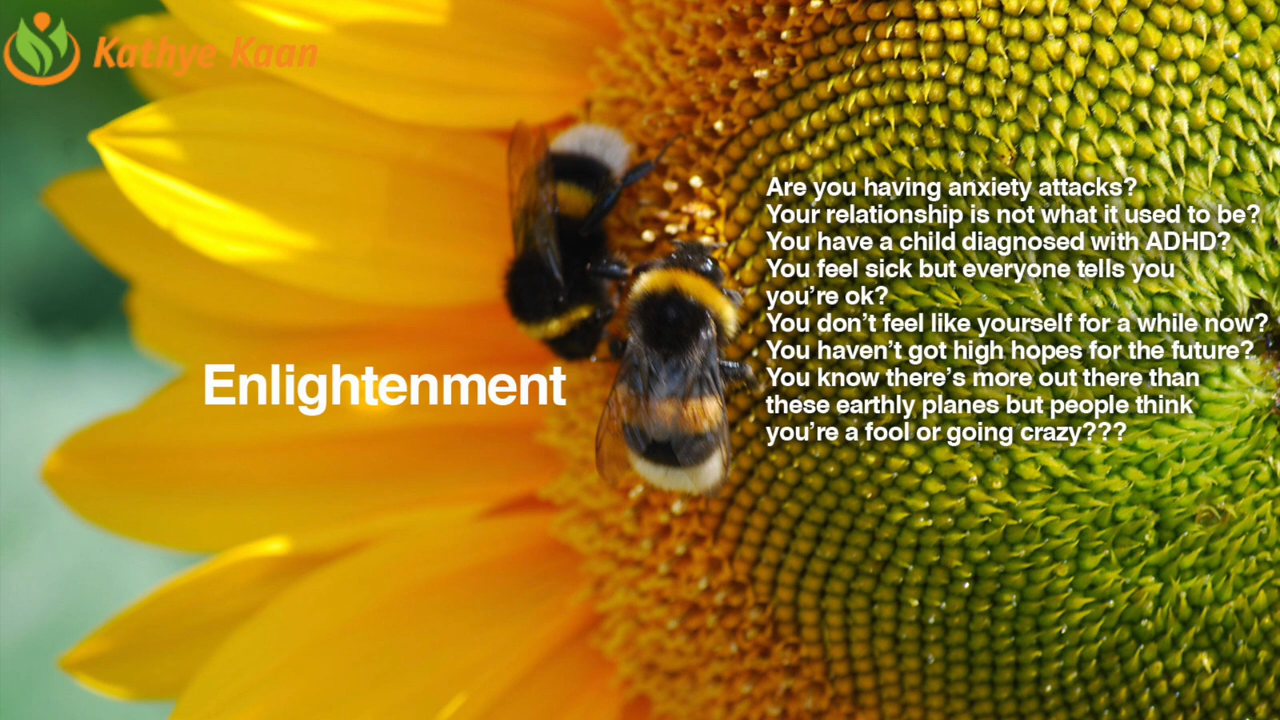 Kathye Kaan
Enlightenment
Are you having anxiety attacks?
Your relationship is not what it used to be?
You have a child diagnosed with ADHD?
You feel sick but everyone tells you
you’re ok?
You don’t feel like yourself for a while now?
You haven’t got high hopes for the future?
You know there’s more out there than
these earthly planes but people think
you’re a fool or going crazy???